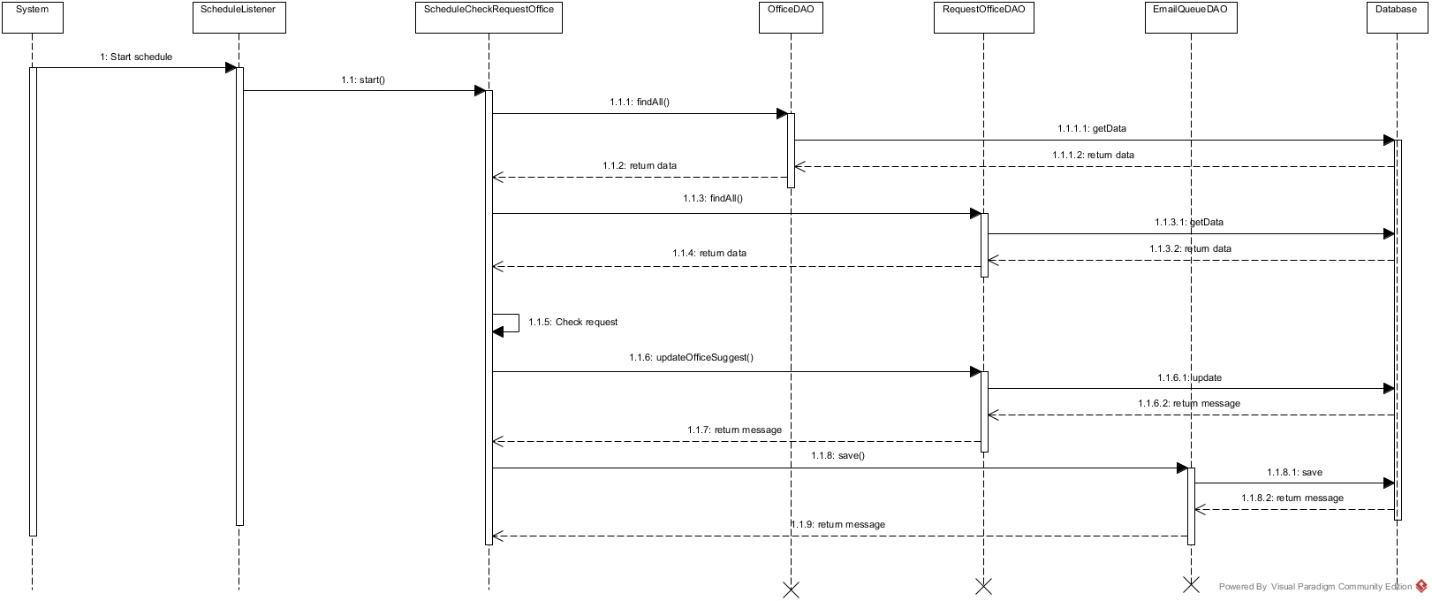 System
ScheduleListener
ScheduleCheckRequestOffice
OfficeDAO
RequestOfficeDAO
EmailQueueDAO
Database
1: Start schedule
1.1: start()
1.1.1: findAll()
1.1.1.1: getData
1.1.1.2: return data
1.1.2: return data
1.1.3: findAll()
1.1.3.1: getData
1.1.3.2: return data
1.1.4: return data
1.1.5: Check request
1.1.6: updateOfficeSuggest()
1.1.6.1: update
1.1.6.2: return message
1.1.7: return message
1.1.8: save()
1.1.8.1: save
1.1.8.2: return message
1.1.9: return message
Powered By Visual Paradigm Community Edition